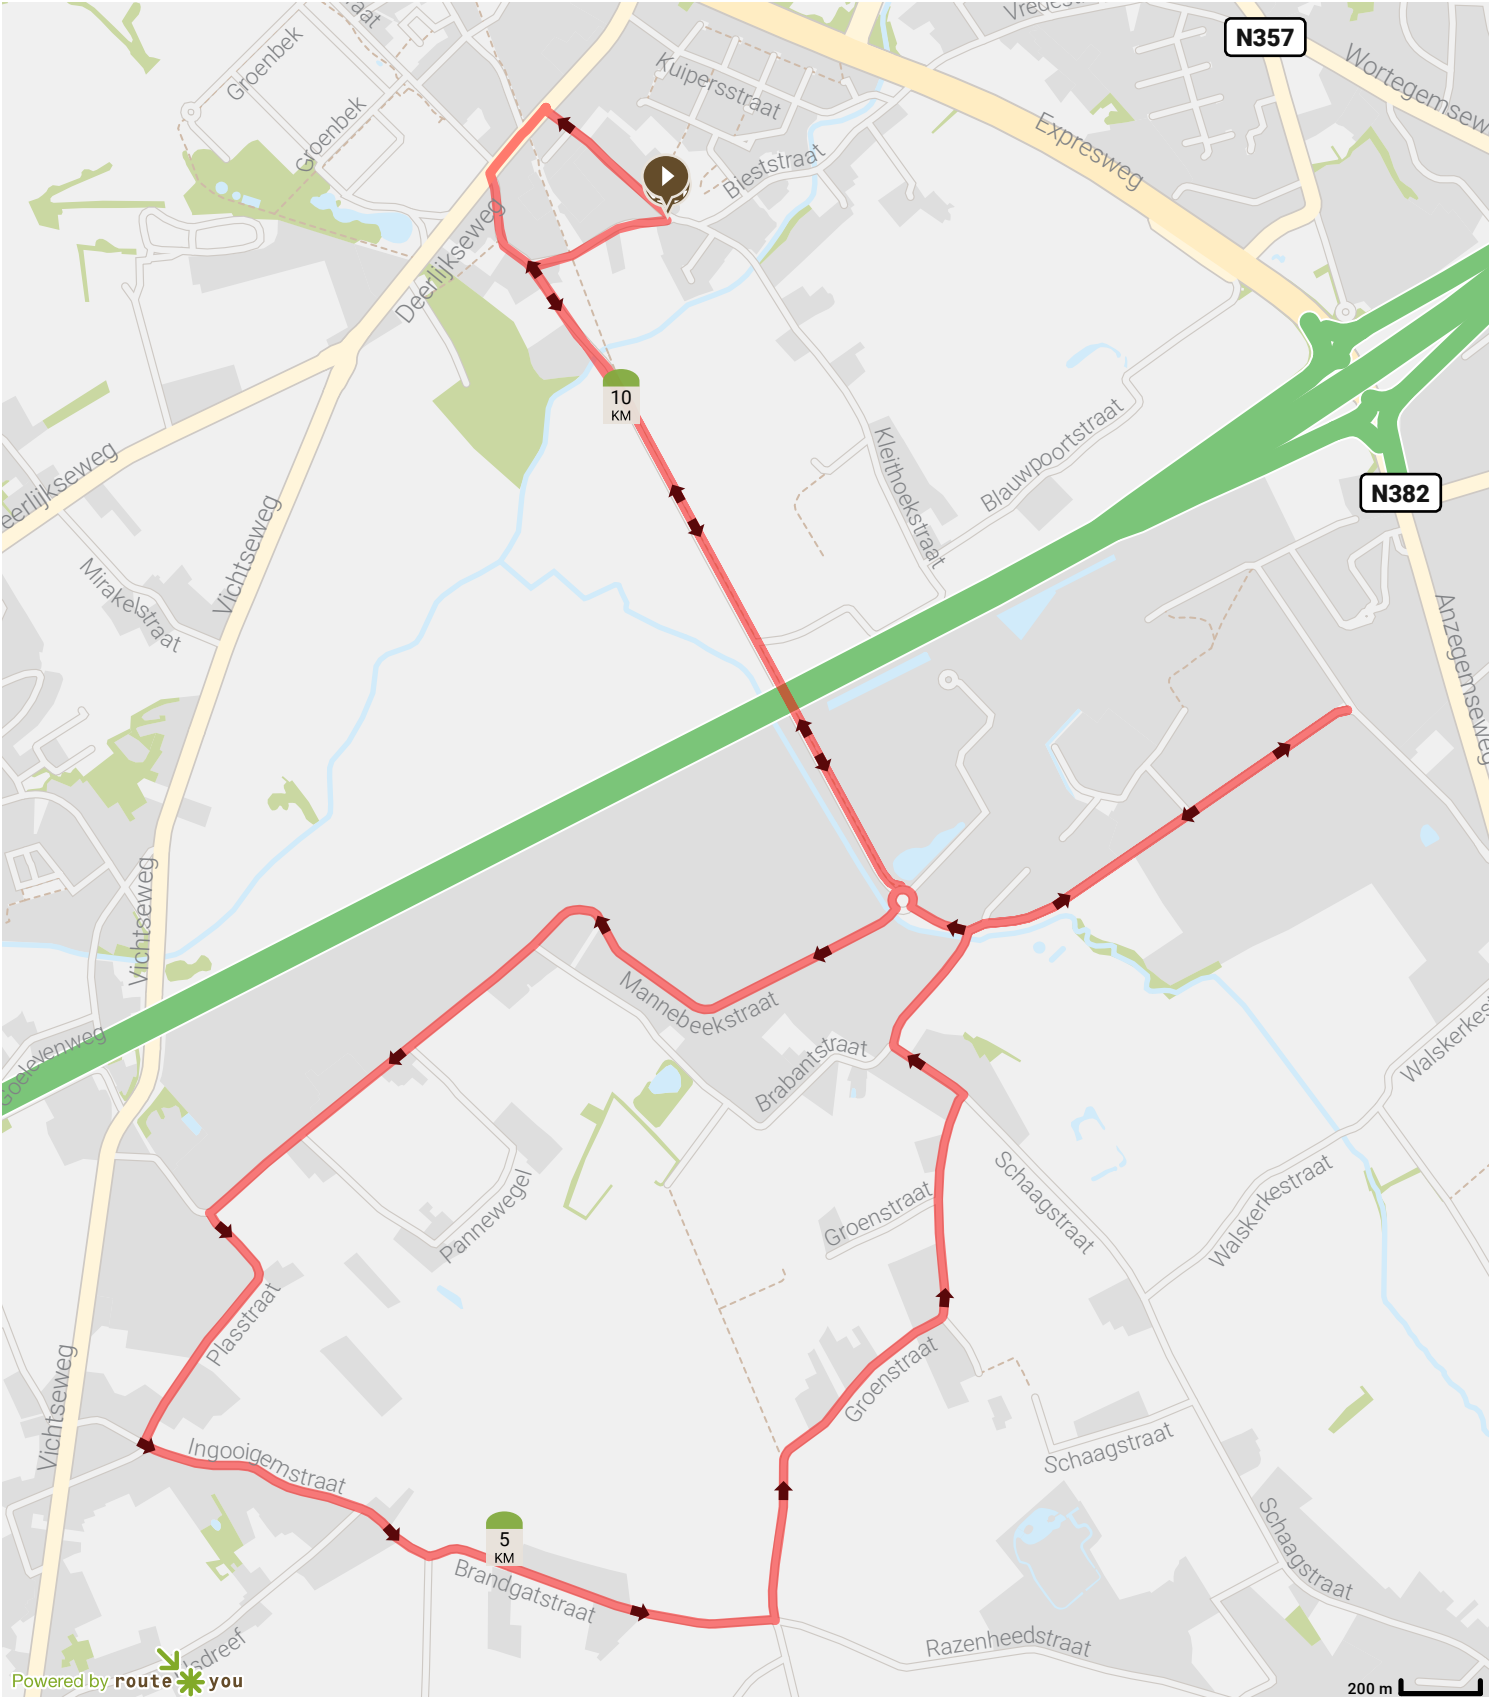 N357
Wortegemsew
Groenbek
Kuipersstraat
Groenbek
Expresweg
Bieststraat
Deerlijkseweg
Blauwpoortstraat
10
KM
Kleithoekstraat
eerlijkseweg
N382
Vichtseweg
Mirakelstraat
Anzegemseweg
Vichtseweg
Mannebeekstraat
Goelevenweg
Brabantstraat
Walskerkes
Schaagstraat
Walskerkestraat
Groenstraat
Pannewegel
Plasstraat
Groenstraat
Vichtseweg
Ingooigemstraat
Schaagstraat
5
KM
Schaagstraat
Brandgatstraat
Razenheedstraat
lsdreef
Powered by routeyou
200 m